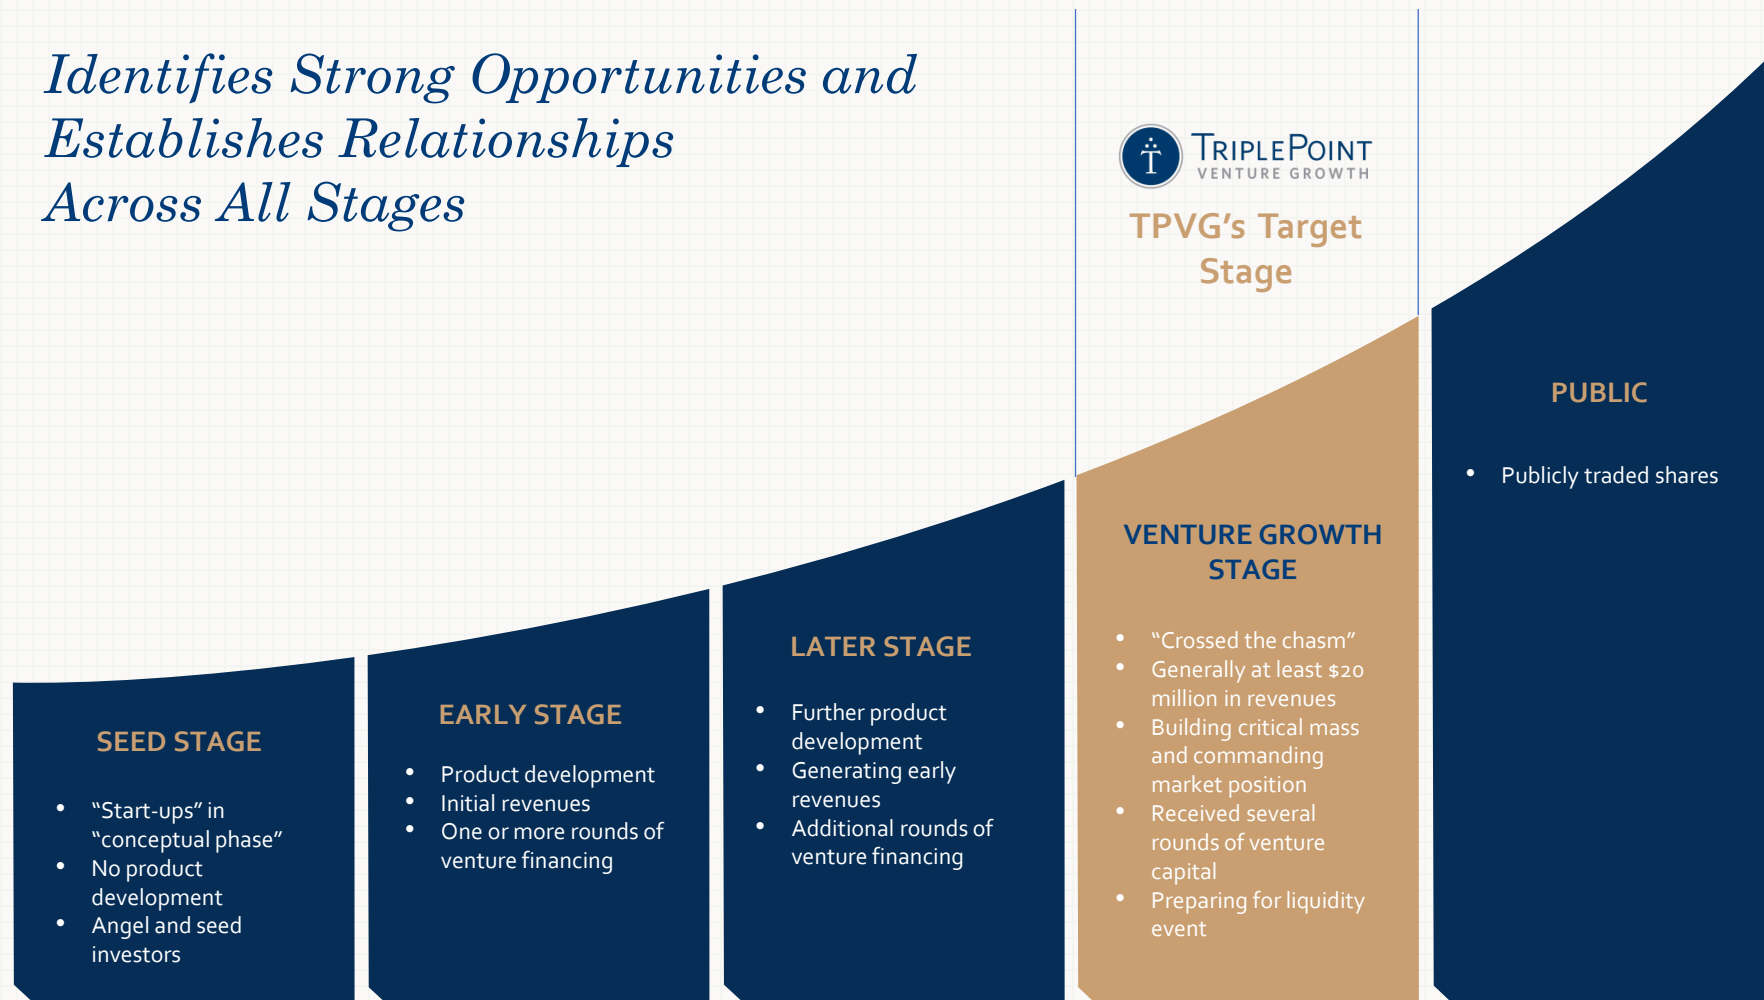 Identifies Strong Opportunities and
Establishes Relationships
Across All Stages
T
TRIPLEPOINT
VENTURE GROWTH
TPVG’s Target
Stage
SEED STAGE
• “Start-ups” in
“conceptual phase”
• No product
development
• Angel and seed
investors
EARLY STAGE
• Product development
• Initial revenues
• One or more rounds of
venture financing
LATER STAGE
• Further product
development
• Generating early
revenues
• Additional rounds of
venture financing
VENTURE GROWTH
STAGE
• “Crossed the chasm”
• Generally at least $20
million in revenues
• Building critical mass
and commanding
market position
• Received several
rounds of venture
capital
• Preparing for liquidity
event
PUBLIC
• Publicly traded shares